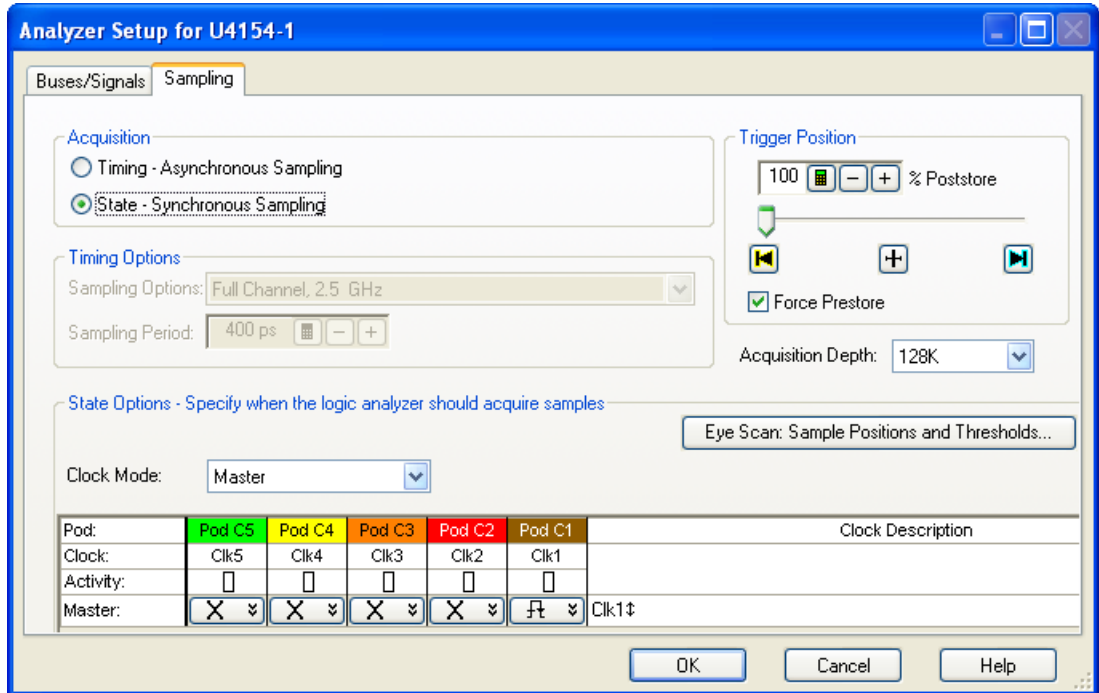 Analyzer Setup for U4154-1
Buses/Signals Sampling
Acquisition
Timing - Asynchronous Sampling
State - Synchronous Sampling
Trigger Position
100 % Poststore
Force Prestore
Timing Options
Sampling Options: Full Channel, 2.5 GHz
Sampling Period: 400 ps
Acquisition Depth: 128K
State Options - Specify when the logic analyzer should acquire samples
Eye Scan: Sample Positions and Thresholds...
Clock Mode: Master
Pod: Pod C5 Pod C4 Pod C3 Pod C2 Pod C1 Clock Description
Clock: Clk5 Clk4 Clk3 Clk2 Clk1
Activity:
Master: X X X X Clk1↕
OK Cancel Help